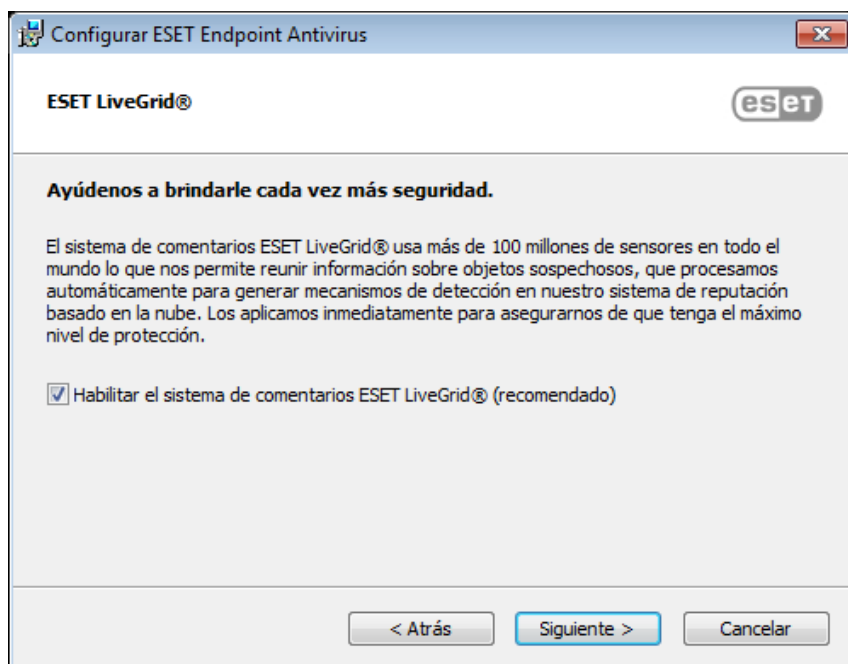 Configurar ESET Endpoint Antivirus
ESET LiveGrid®
eseT
Ayúdenos a brindarle cada vez más seguridad.
El sistema de comentarios ESET LiveGrid® usa más de 100 millones de sensores en todo el
mundo lo que nos permite reunir información sobre objetos sospechosos, que procesamos
automáticamente para generar mecanismos de detección en nuestro sistema de reputación
basado en la nube. Los aplicamos inmediatamente para asegurarnos de que tenga el máximo
nivel de protección.
Habilitar el sistema de comentarios ESET LiveGrid® (recomendado)
< Atrás
Siguiente >
Cancelar